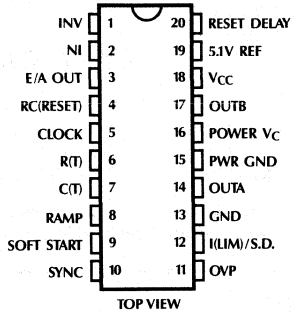 INV 1 20 RESET DELAY
NI 2 19 5.1V REF
E/A OUT 3 18 VCC
RC(RESET) 4 17 OUTB
CLOCK 5 16 POWER VC
R(T) 6 15 PWR GND
C(T) 7 14 OUTA
RAMP 8 13 GND
SOFT START 9 12 I(LIM)/S.D.
SYNC 10 11 OVP
TOP VIEW